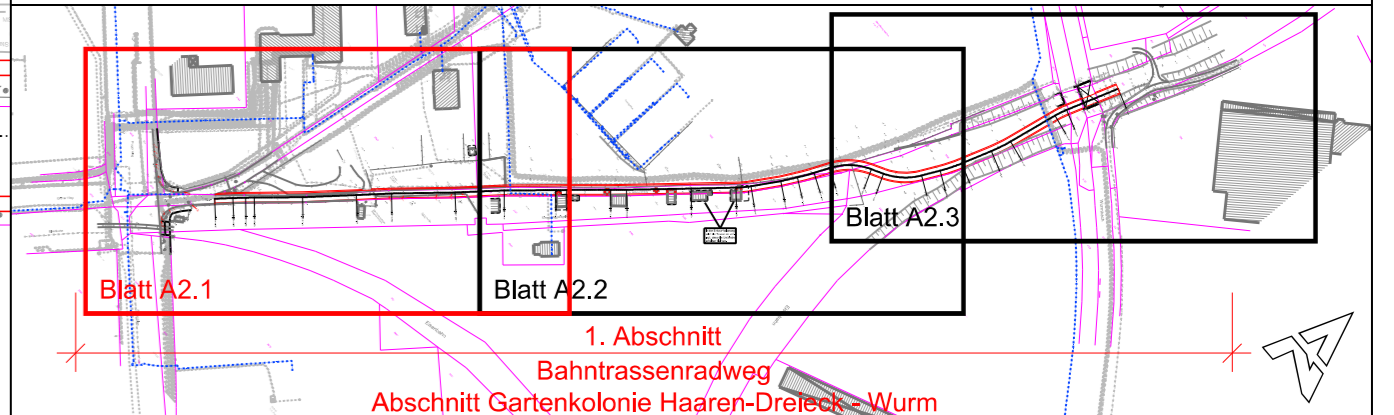 Blatt A2.1
Blatt A2.2
Blatt A2.3
1. Abschnitt
Bahntrassenradweg
Abschnitt Gartenkolonie Haaren-Dreieck - Wurm